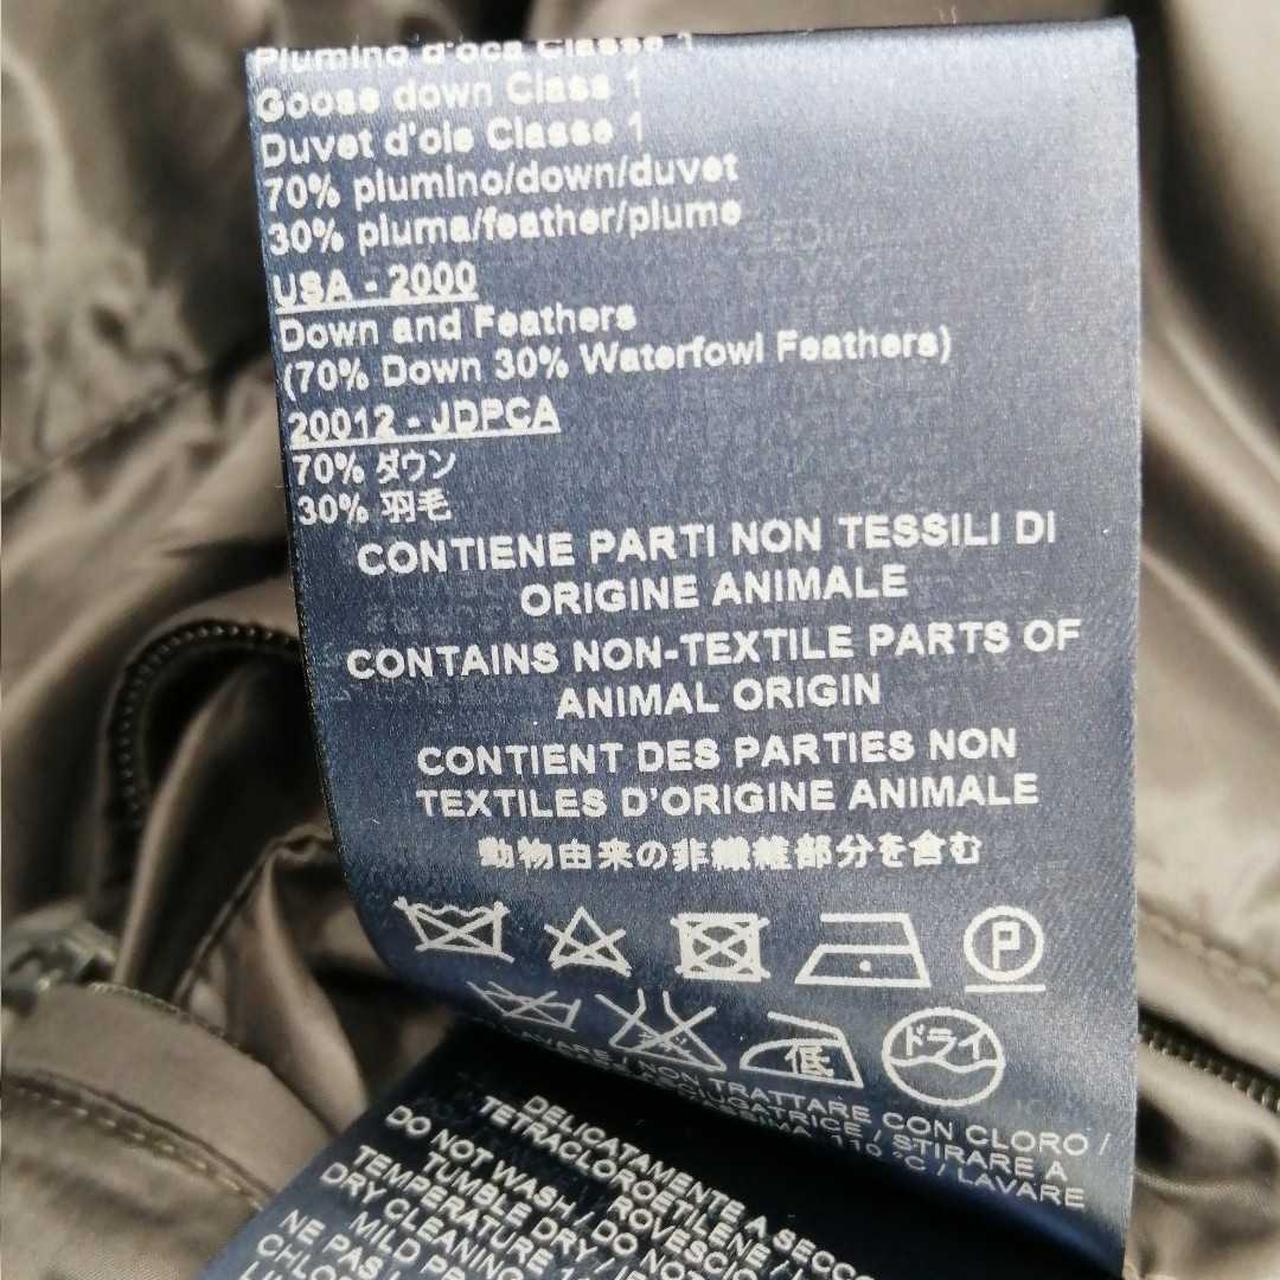 Piumino d'oca Classe 1
Goose down Class 1
Duvet d'oie Classe 1
70% piumino/down/duvet
30% piuma/feather/plume
USA - 2000
Down and Feathers
(70% Down 30% Waterfowl Feathers)
20012 - JDPCA
70% ダウン
30% 羽毛
CONTIENE PARTI NON TESSILI DI
ORIGINE ANIMALE
CONTAINS NON-TEXTILE PARTS OF
ANIMAL ORIGIN
CONTIENT DES PARTIES NON
TEXTILES D'ORIGINE ANIMALE
動物由来の非繊維部分を含む
P
低
ドライ
NON TRATTARE CON CLORO /
/ STIRARE A
110 °C / LAVARE
DELICATAMENTE A SECCO
TETRACLOROETILENE /
ROVESCIO
DO NOT WASH / DO NOT
TUMBLE DRY /
TEMPERATURE
DRY CLEANING
MILD
NE PAS